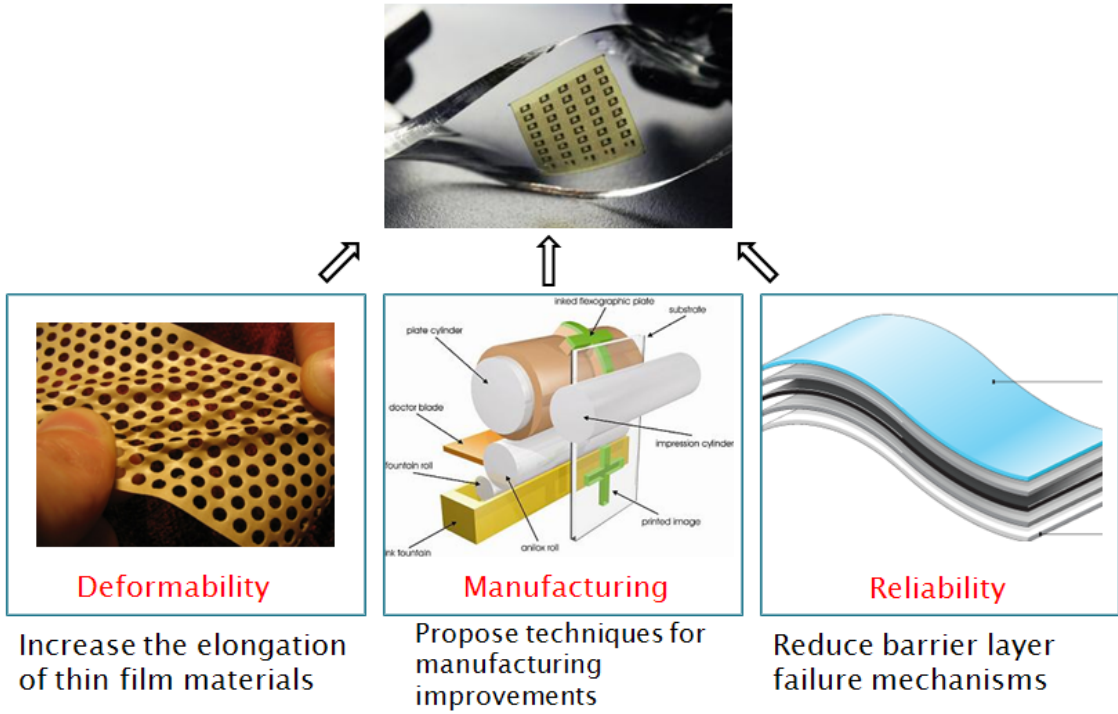 inked flexographic plate
substrate
plate cylinder
doctor blade
impression cylinder
fountain roll
printed image
anilox roll
ink fountain
Deformability
Manufacturing
Reliability
Increase the elongation
of thin film materials
Propose techniques for
manufacturing
improvements
Reduce barrier layer
failure mechanisms